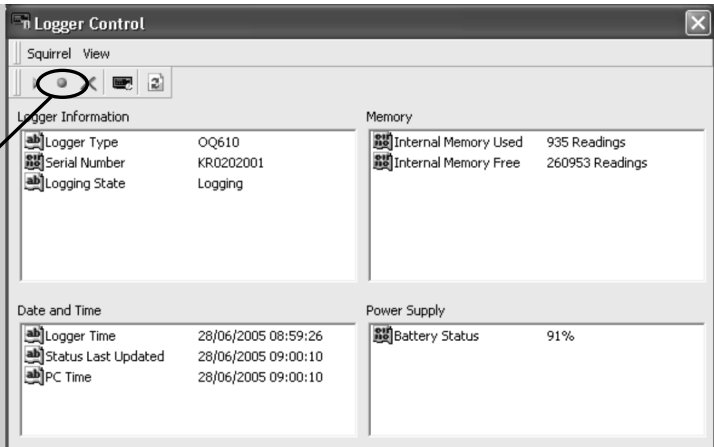 Logger Control
Squirrel View
Logger Information
Logger Type OQ610
Serial Number KR0202001
Logging State Logging
Memory
Internal Memory Used 935 Readings
Internal Memory Free 260953 Readings
Date and Time
Logger Time 28/06/2005 08:59:26
Status Last Updated 28/06/2005 09:00:10
PC Time 28/06/2005 09:00:10
Power Supply
Battery Status 91%